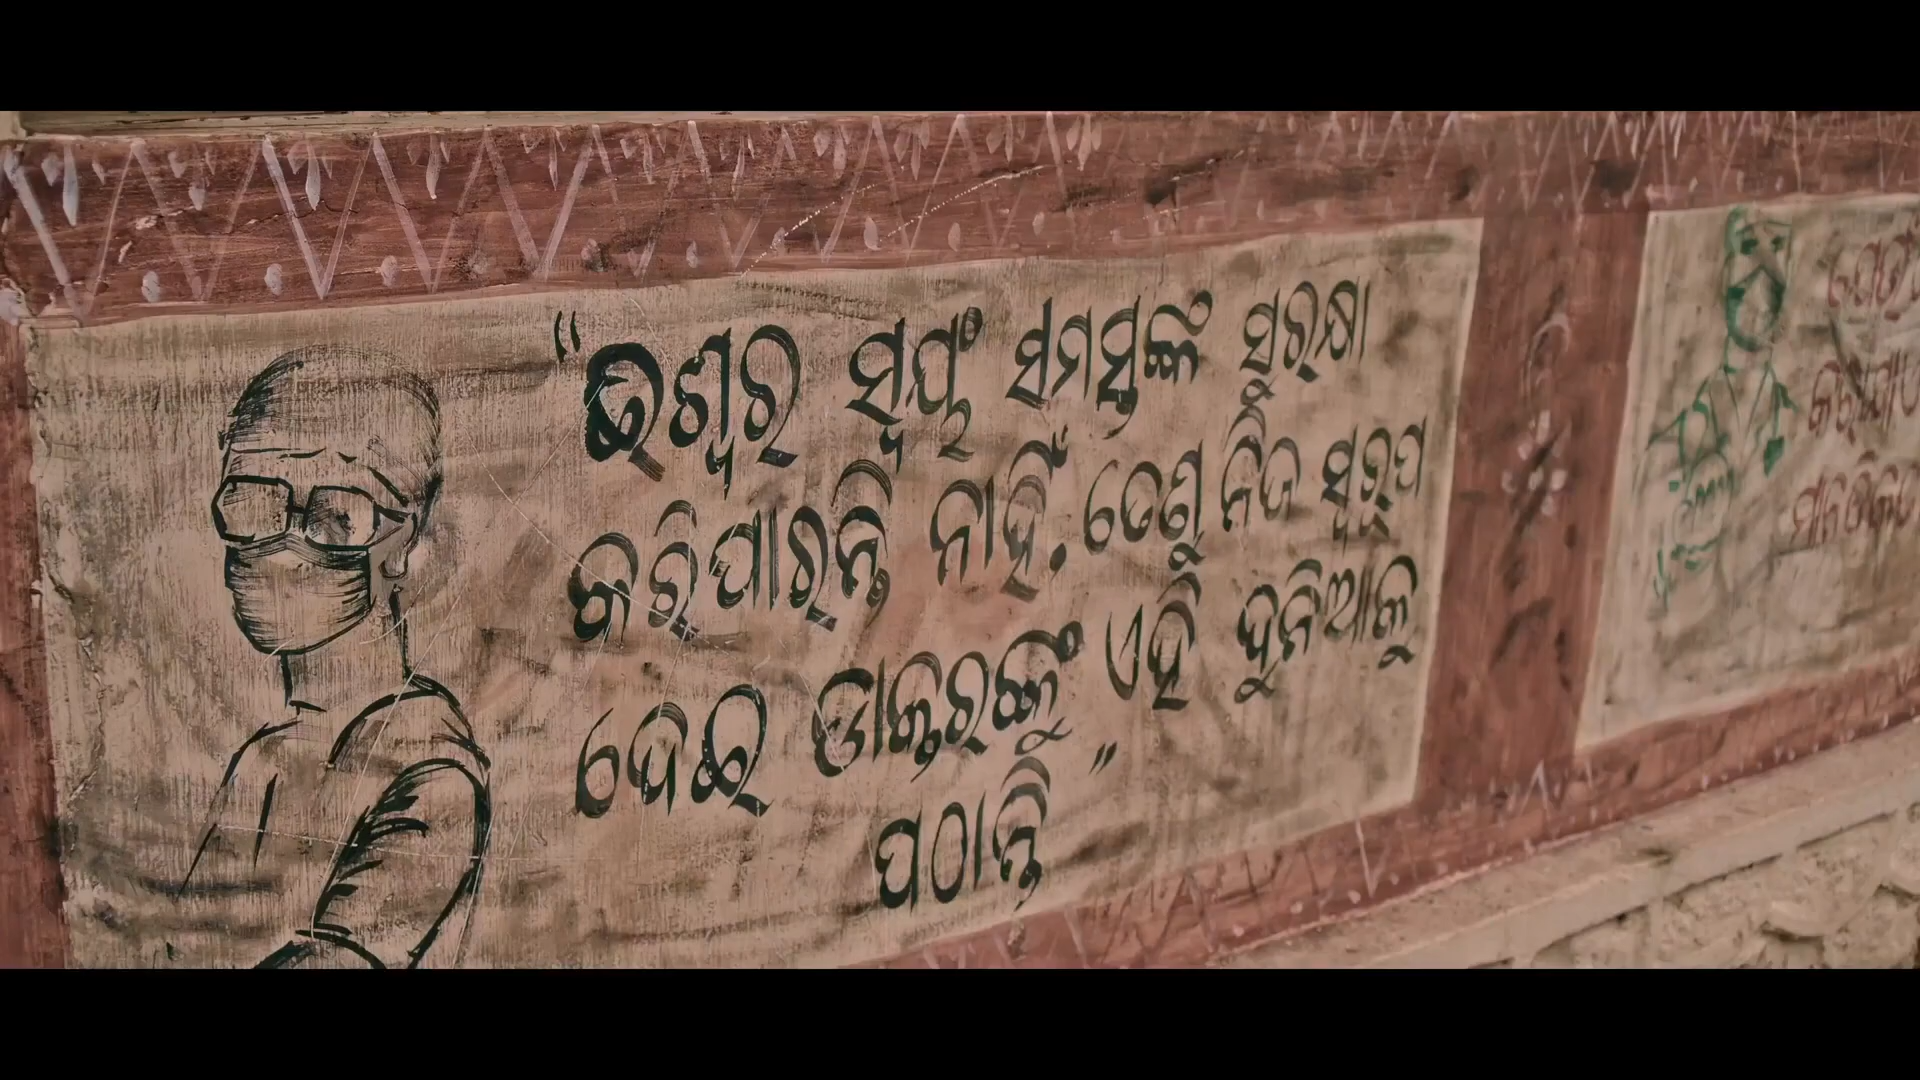 “ଈଶ୍ୱର ସ୍ୱୟଂ ସମସ୍ତଙ୍କ ସୁରକ୍ଷା
କରିପାରନ୍ତି ନାହିଁ, ତେଣୁ ନିଜ ସ୍ୱରୂପ
ଦେଇ ଡାକ୍ତରଙ୍କୁ ଏହି ଦୁନିଆକୁ
ପଠାନ୍ତି”